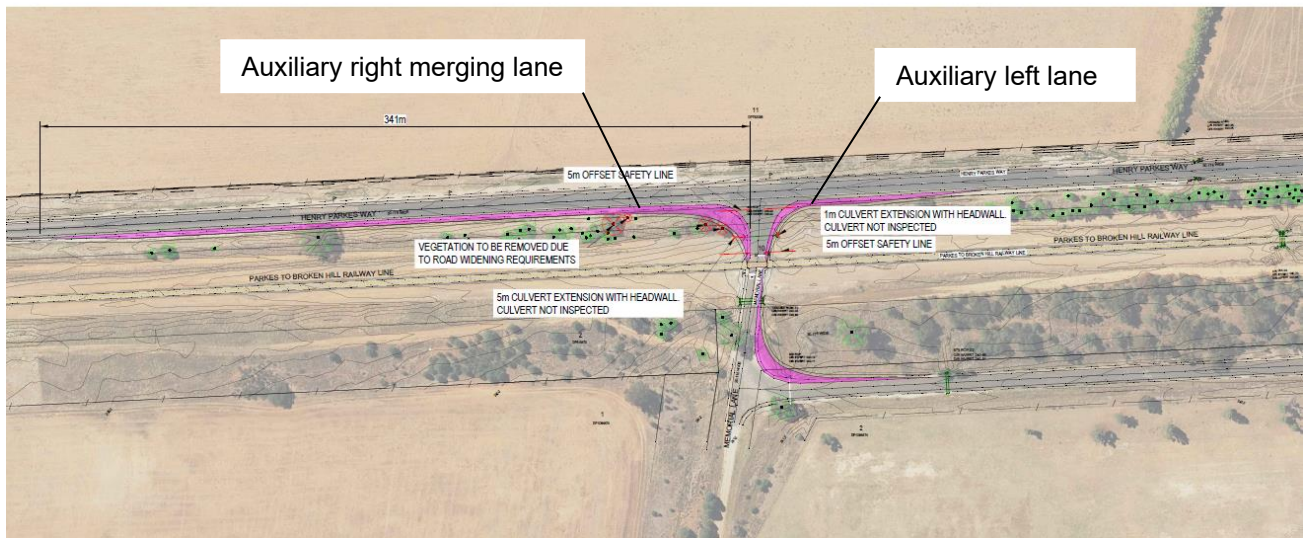 Auxiliary right merging lane
Auxiliary left lane
341m
11
5m OFFSET SAFETY LINE
HENRY PARKES WAY
HENRY PARKES WAY
HENRY PARKES WAY
1m CULVERT EXTENSION WITH HEADWALL.
CULVERT NOT INSPECTED
5m OFFSET SAFETY LINE
VEGETATION TO BE REMOVED DUE
TO ROAD WIDENING REQUIREMENTS
PARKES TO BROKEN HILL RAILWAY LINE
PARKES TO BROKEN HILL RAILWAY LINE
PARKES TO BROKEN HILL RAILWAY LINE
5m CULVERT EXTENSION WITH HEADWALL.
CULVERT NOT INSPECTED
2
1
MEMORIAL LANE
2